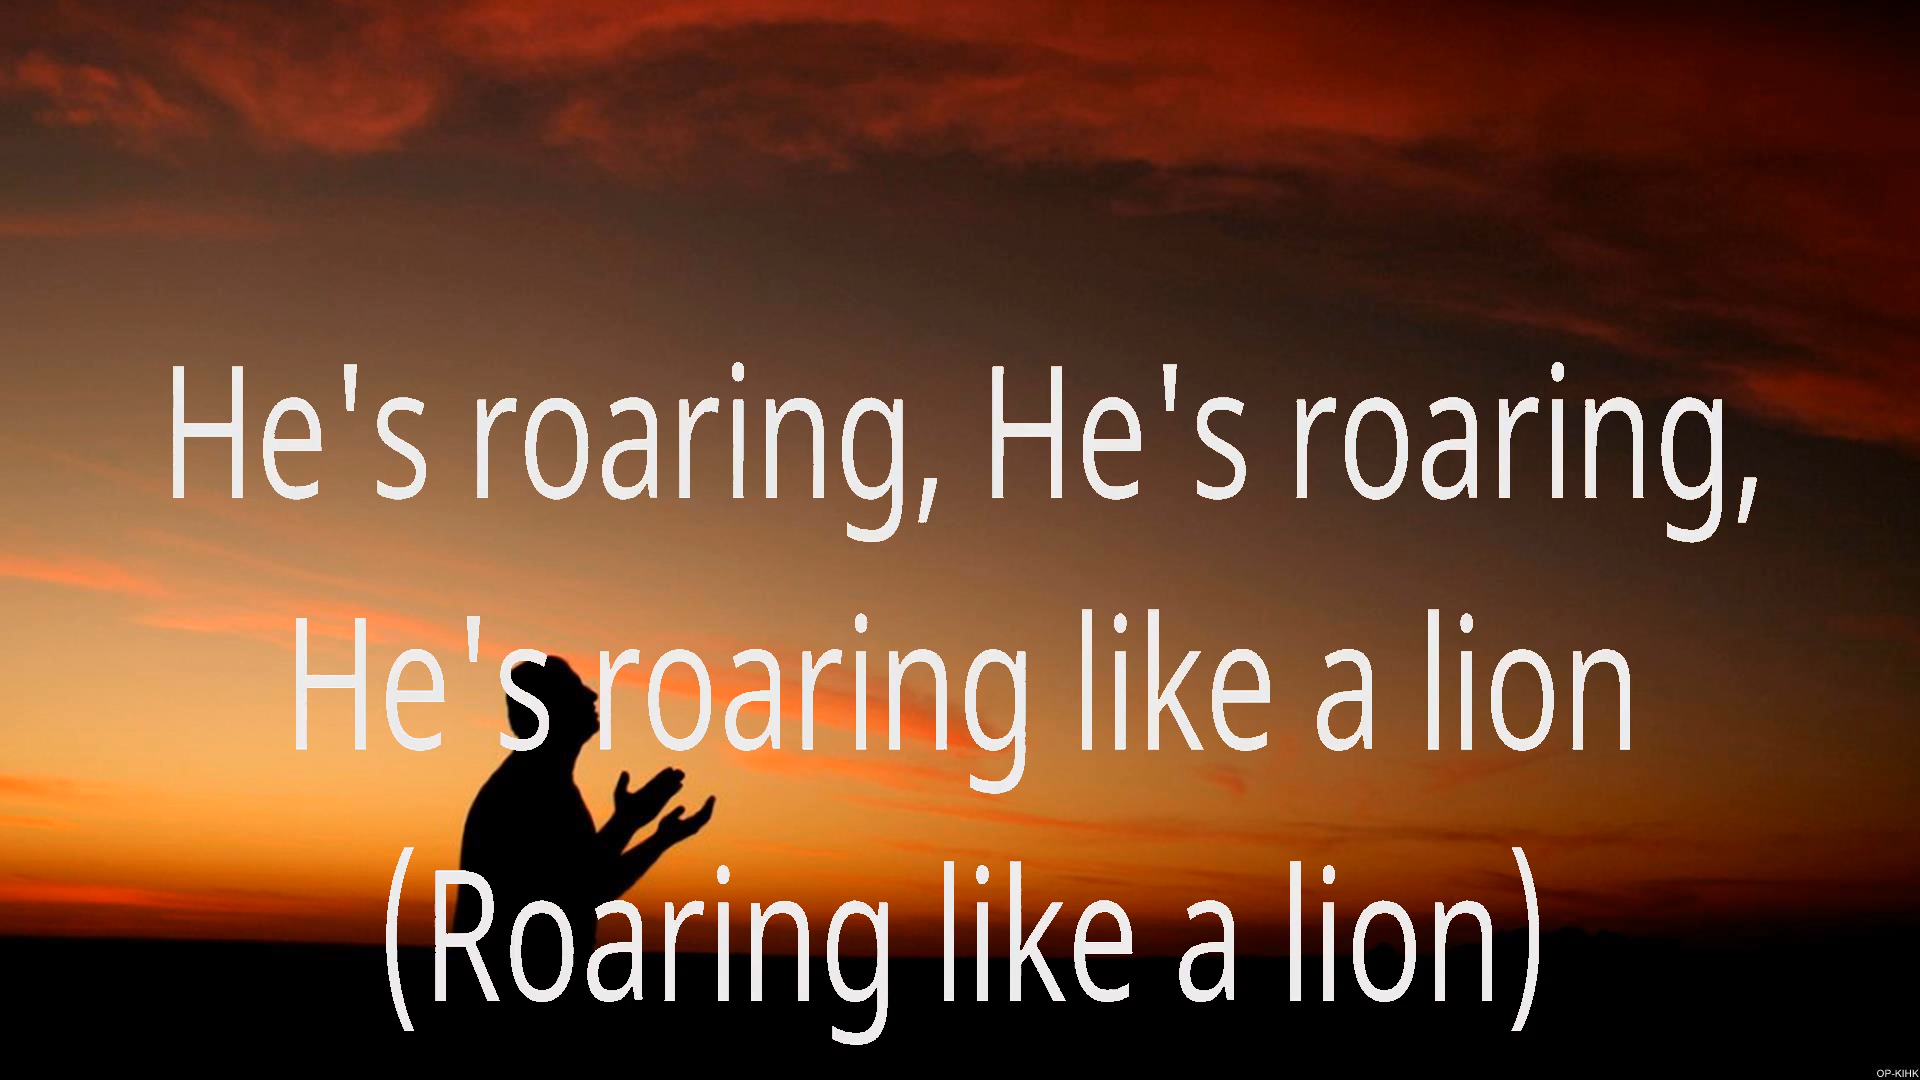 He's roaring, He's roaring,
He's roaring like a lion
(Roaring like a lion)
OP-KIHK